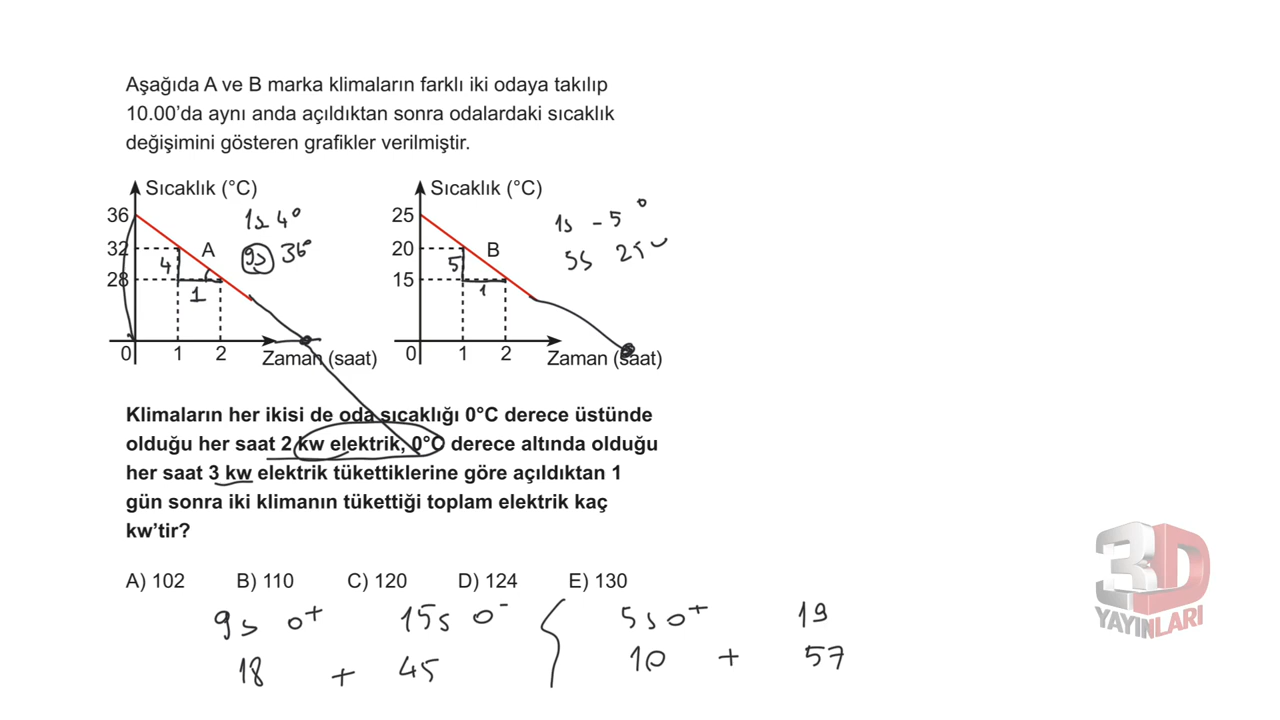 Aşağıda A ve B marka klimaların farklı iki odaya takılıp
10.00'da aynı anda açıldıktan sonra odalardaki sıcaklık
değişimini gösteren grafikler verilmiştir.
Sıcaklık (°C)
36
32
28
0
1
2
A
4
1
1s 4°
9s 36°
Zaman (saat)
Sıcaklık (°C)
25
20
15
0
1
2
B
5
1
1s -5°
5s 25
Zaman (saat)
Klimaların her ikisi de oda sıcaklığı 0°C derece üstünde
olduğu her saat 2 kw elektrik, 0°C derece altında olduğu
her saat 3 kw elektrik tükettiklerine göre açıldıktan 1
gün sonra iki klimanın tükettiği toplam elektrik kaç
kw'tir?
A) 102 B) 110 C) 120 D) 124 E) 130
9s 0+ 15s 0- 5s 0+ 19
18 + 45 10 + 57
3D
YAYINLARI